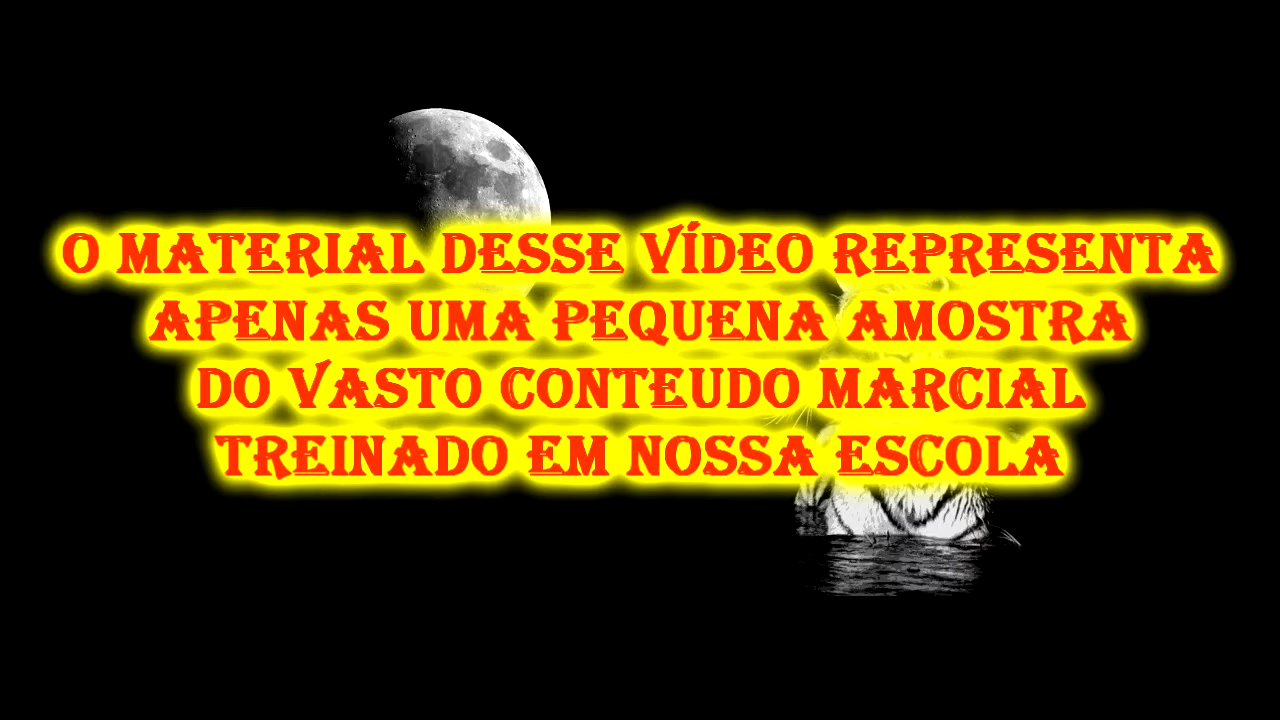 O MATERIAL DESSE VÍDEO REPRESENTA
APENAS UMA PEQUENA AMOSTRA
DO VASTO CONTEUDO MARCIAL
TREINADO EM NOSSA ESCOLA